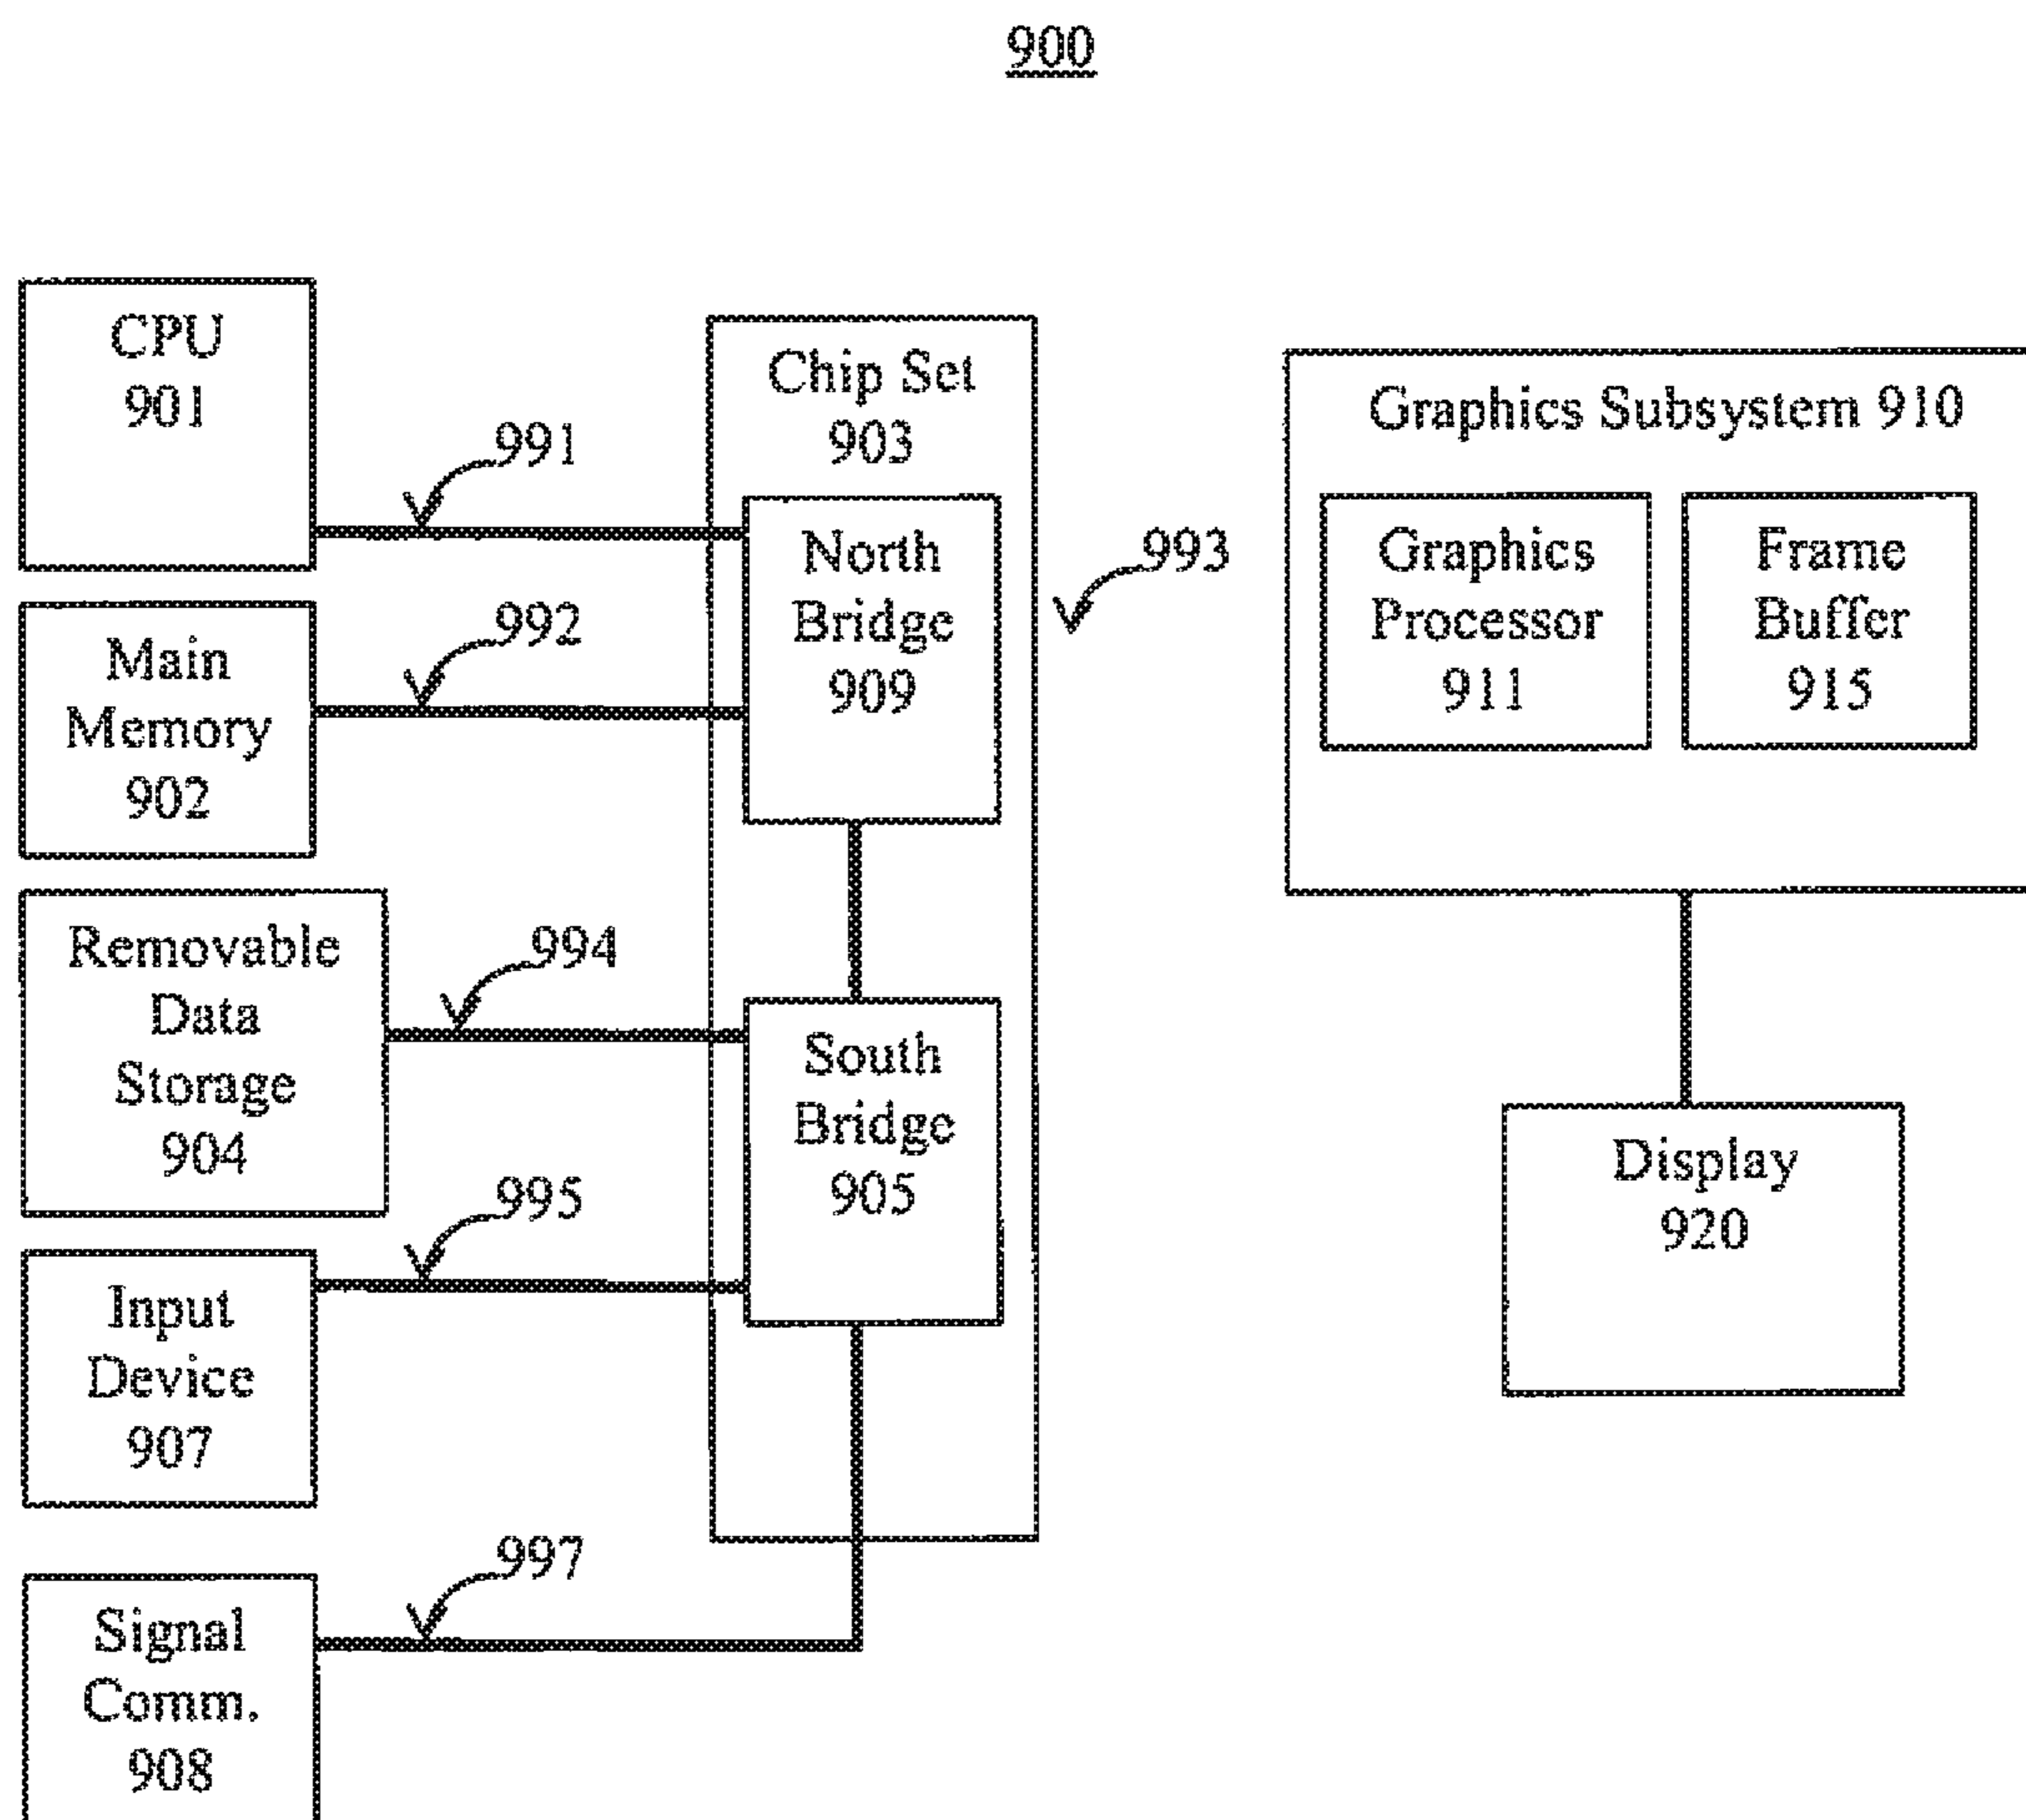 900
CPU
901
991
Chip Set
903
Graphics Subsystem 910
North
Bridge
909
993
Graphics
Processor
911
Frame
Buffer
915
Main
Memory
902
992
Removable
Data
Storage
904
994
South
Bridge
905
Display
920
Input
Device
907
995
Signal
Comm.
908
997